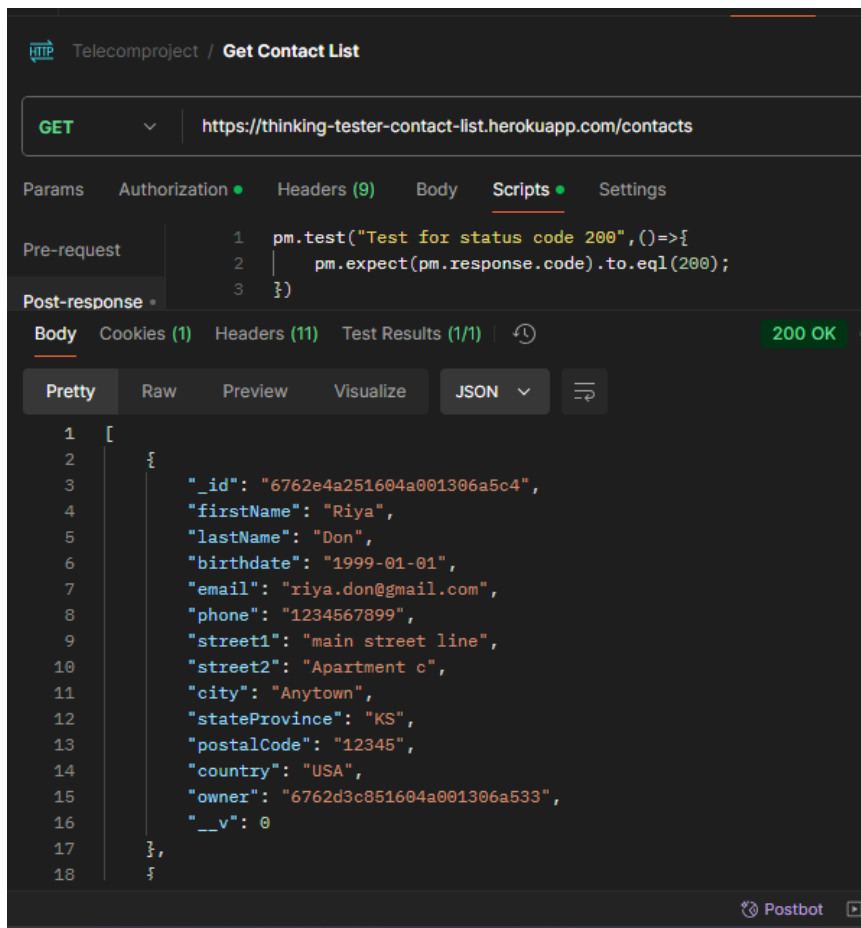 HTTP Telecomproject / Get Contact List
GET https://thinking-tester-contact-list.herokuapp.com/contacts
Params Authorization Headers (9) Body Scripts Settings
Pre-request
Post-response
1 pm.test("Test for status code 200",()=>{
2 pm.expect(pm.response.code).to.eql(200);
3 })
Body Cookies (1) Headers (11) Test Results (1/1) 200 OK
Pretty Raw Preview Visualize JSON
1 [
2 {
3 "_id": "6762e4a251604a001306a5c4",
4 "firstName": "Riya",
5 "lastName": "Don",
6 "birthdate": "1999-01-01",
7 "email": "riya.don@gmail.com",
8 "phone": "1234567899",
9 "street1": "main street line",
10 "street2": "Apartment c",
11 "city": "Anytown",
12 "stateProvince": "KS",
13 "postalCode": "12345",
14 "country": "USA",
15 "owner": "6762d3c851604a001306a533",
16 "__v": 0
17 },
18 {
Postbot